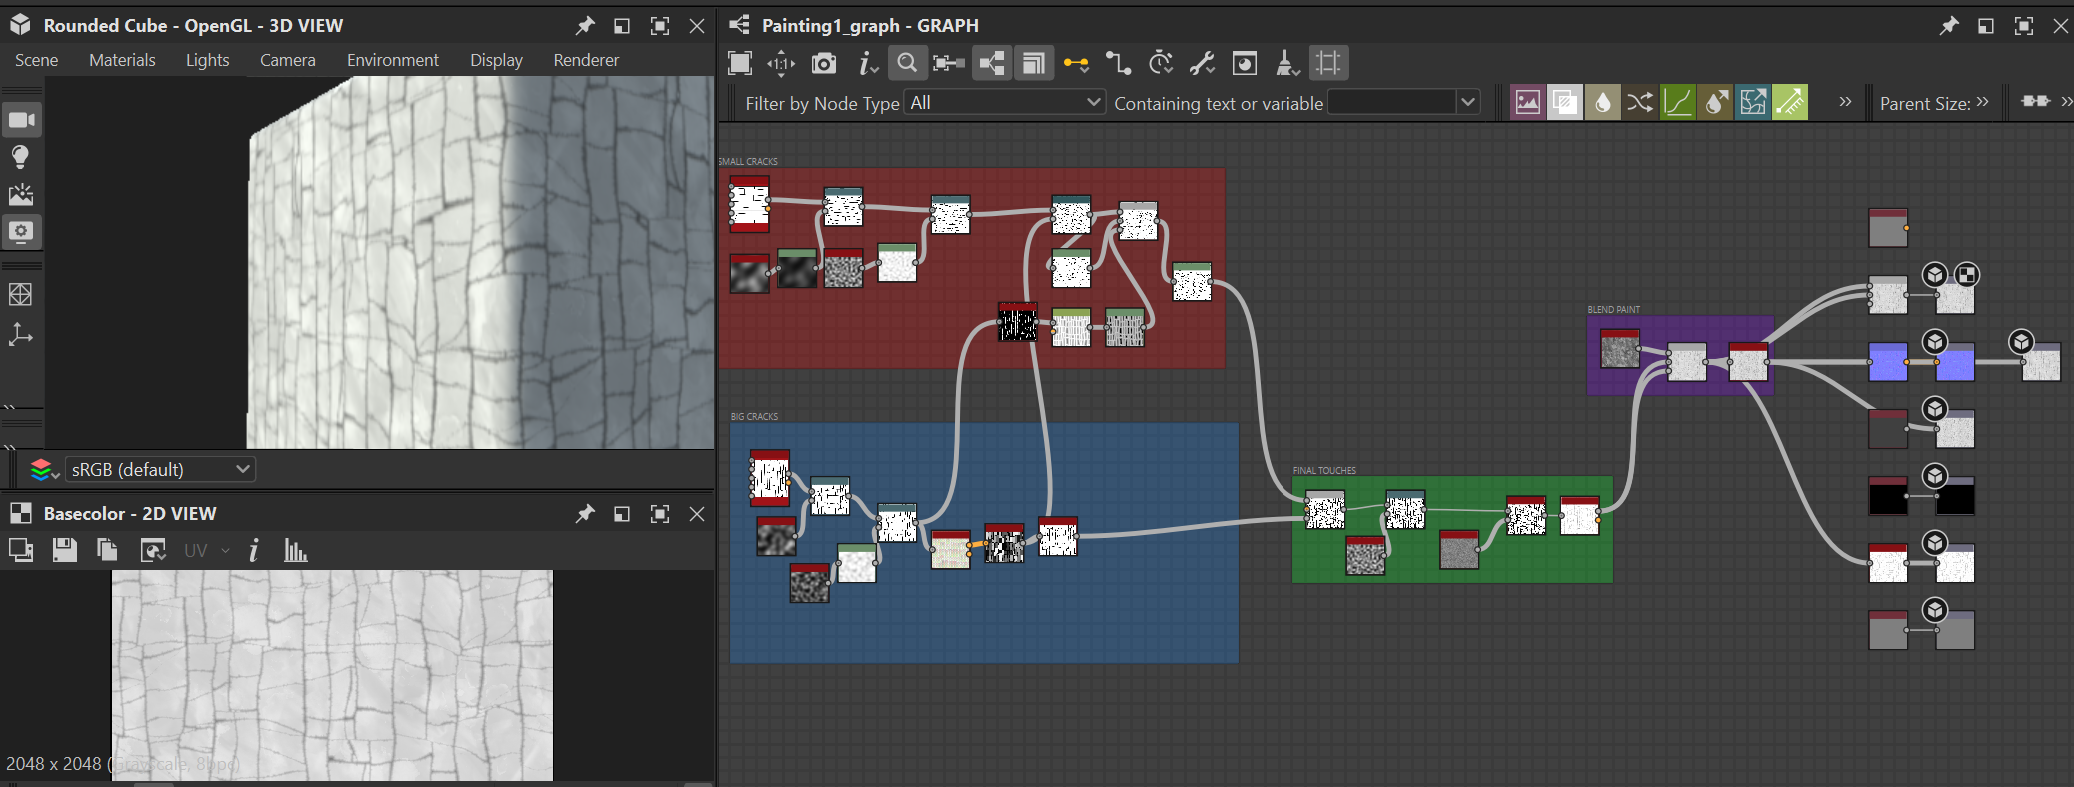 Rounded Cube - OpenGL - 3D VIEW
Scene Materials Lights Camera Environment Display Renderer
sRGB (default)
Basecolor - 2D VIEW
UV
2048 x 2048 (Grayscale, 8bpc)
Painting1_graph - GRAPH
1:1
Filter by Node Type All Containing text or variable Parent Size:
SMALL CRACKS
BIG CRACKS
FINAL TOUCHES
BLEND PAINT